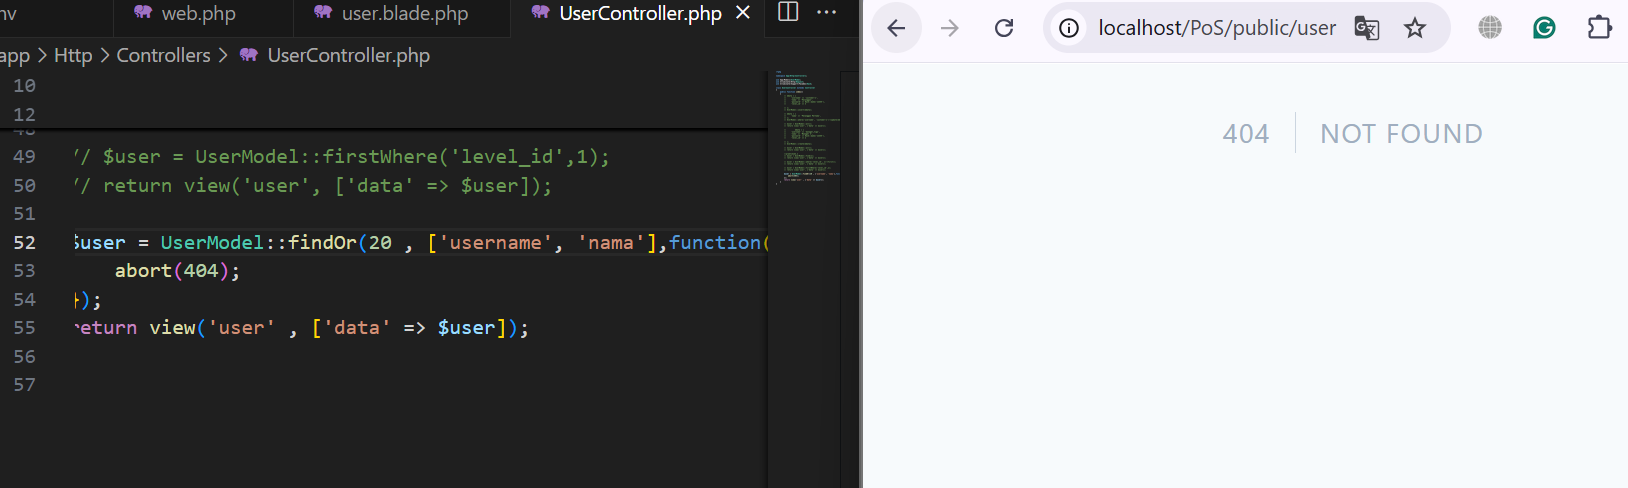 nv web.php user.blade.php UserController.php
app > Http > Controllers > UserController.php
10
12
48
49 // $user = UserModel::firstWhere('level_id',1);
50 // return view('user', ['data' => $user]);
51
52 $user = UserModel::findOr(20 , ['username', 'nama'],function(
53 abort(404);
54 });
55 return view('user' , ['data' => $user]);
56
57
localhost/PoS/public/user
404 NOT FOUND